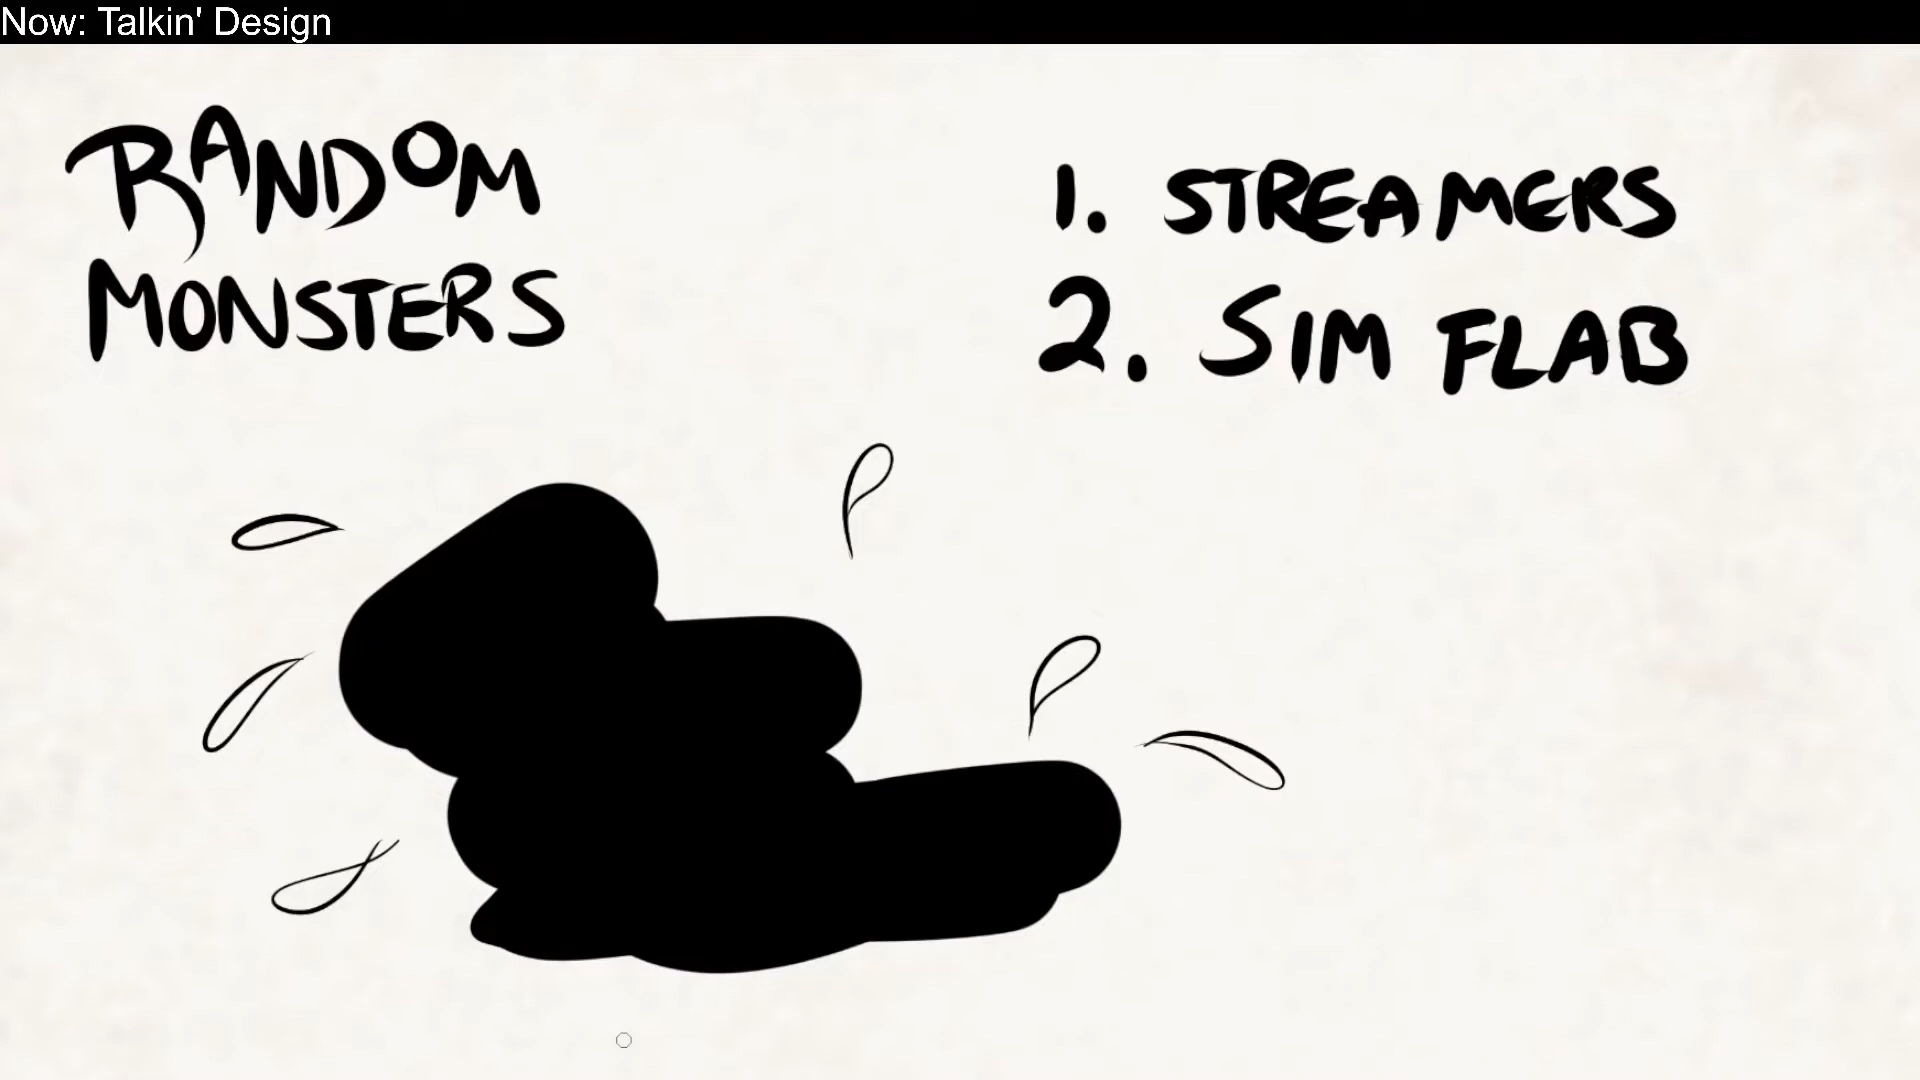 Now: Talkin' Design
RANDOM
MONSTERS
1. STREAMERS
2. SIM FLAB